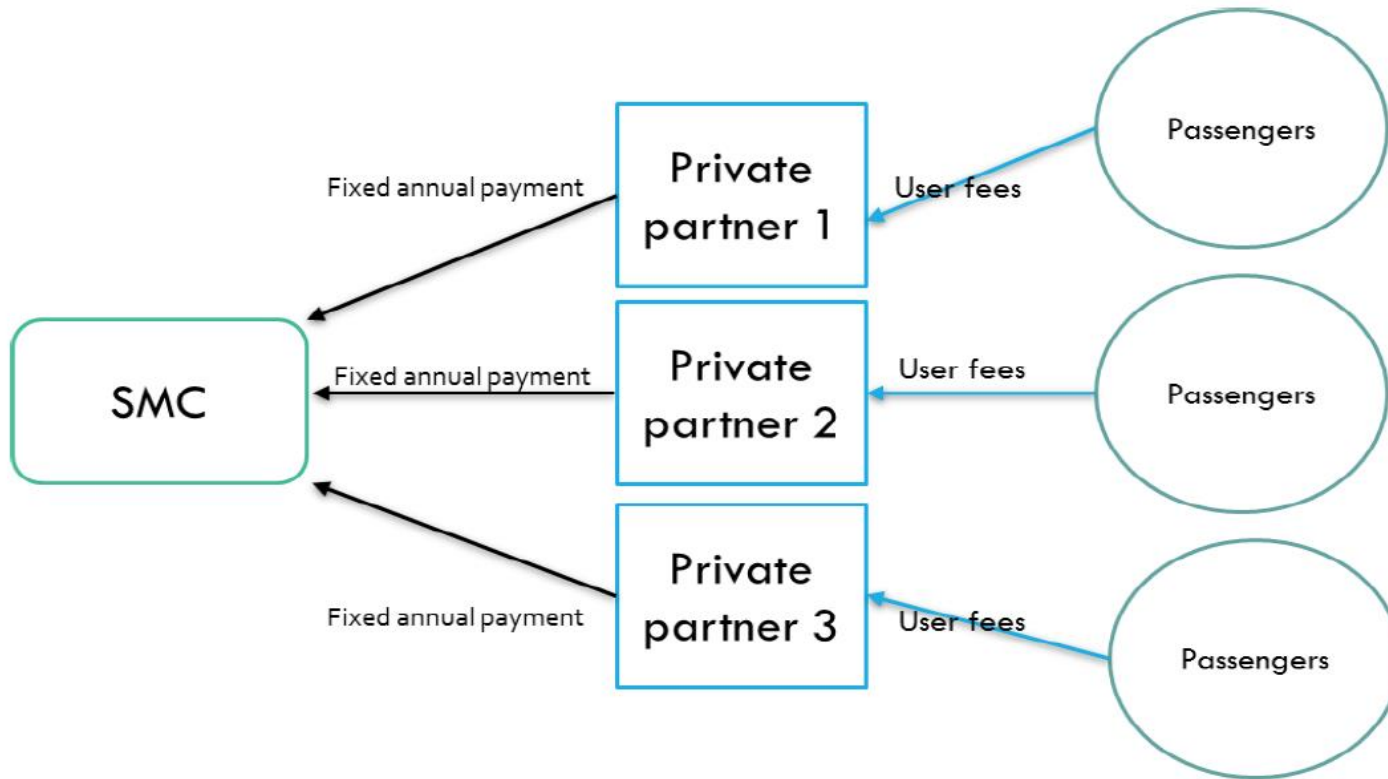 Passengers
Private
partner 1
User fees
Fixed annual payment
SMC
Fixed annual payment
Private
partner 2
User fees
Passengers
Private
partner 3
Fixed annual payment
User fees
Passengers